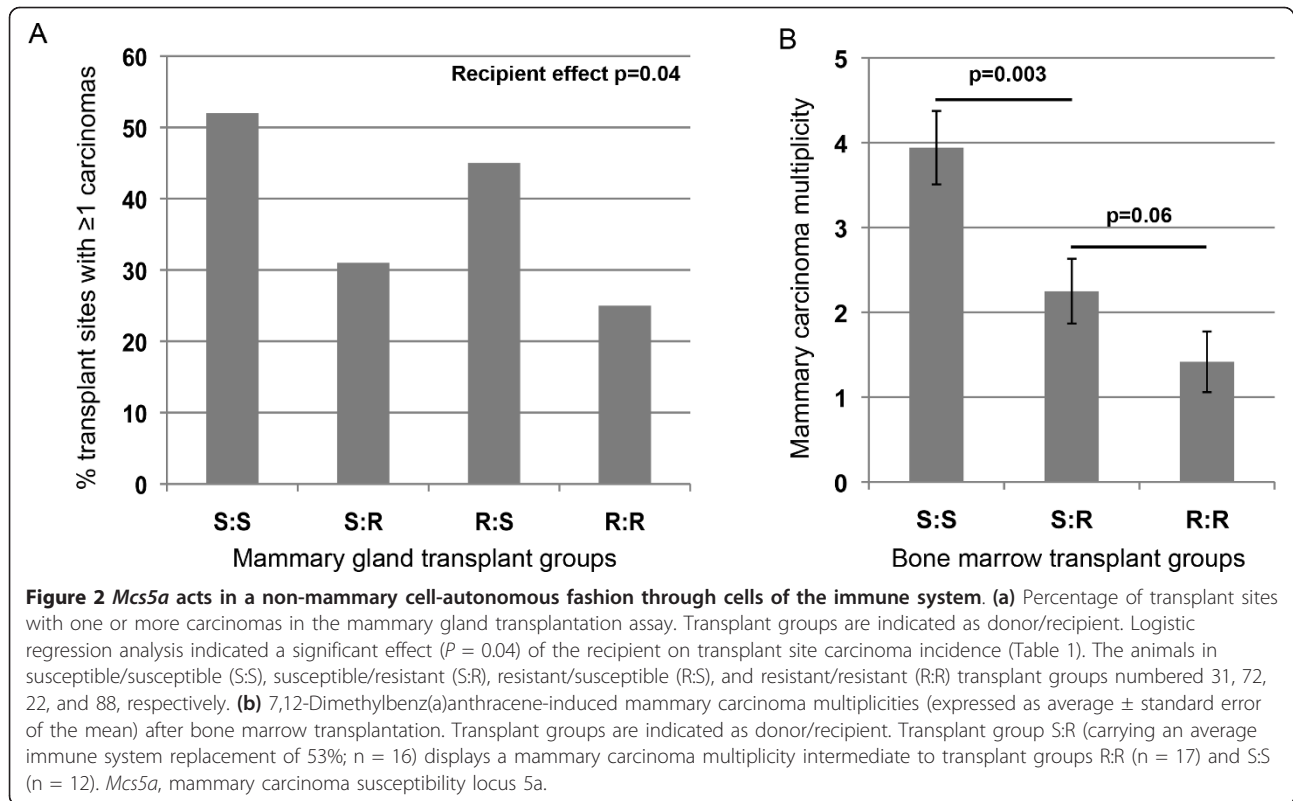 A
60
50
40
30
20
10
0
% transplant sites with ≥1 carcinomas
Recipient effect p=0.04
S:S S:R R:S R:R
Mammary gland transplant groups
B
5
4
3
2
1
0
Mammary carcinoma multiplicity
p=0.003
p=0.06
S:S S:R R:R
Bone marrow transplant groups
Figure 2 Mcs5a acts in a non-mammary cell-autonomous fashion through cells of the immune system. (a) Percentage of transplant sites
with one or more carcinomas in the mammary gland transplantation assay. Transplant groups are indicated as donor/recipient. Logistic
regression analysis indicated a significant effect (P = 0.04) of the recipient on transplant site carcinoma incidence (Table 1). The animals in
susceptible/susceptible (S:S), susceptible/resistant (S:R), resistant/susceptible (R:S), and resistant/resistant (R:R) transplant groups numbered 31, 72,
22, and 88, respectively. (b) 7,12-Dimethylbenz(a)anthracene-induced mammary carcinoma multiplicities (expressed as average ± standard error
of the mean) after bone marrow transplantation. Transplant groups are indicated as donor/recipient. Transplant group S:R (carrying an average
immune system replacement of 53%; n = 16) displays a mammary carcinoma multiplicity intermediate to transplant groups R:R (n = 17) and S:S
(n = 12). Mcs5a, mammary carcinoma susceptibility locus 5a.